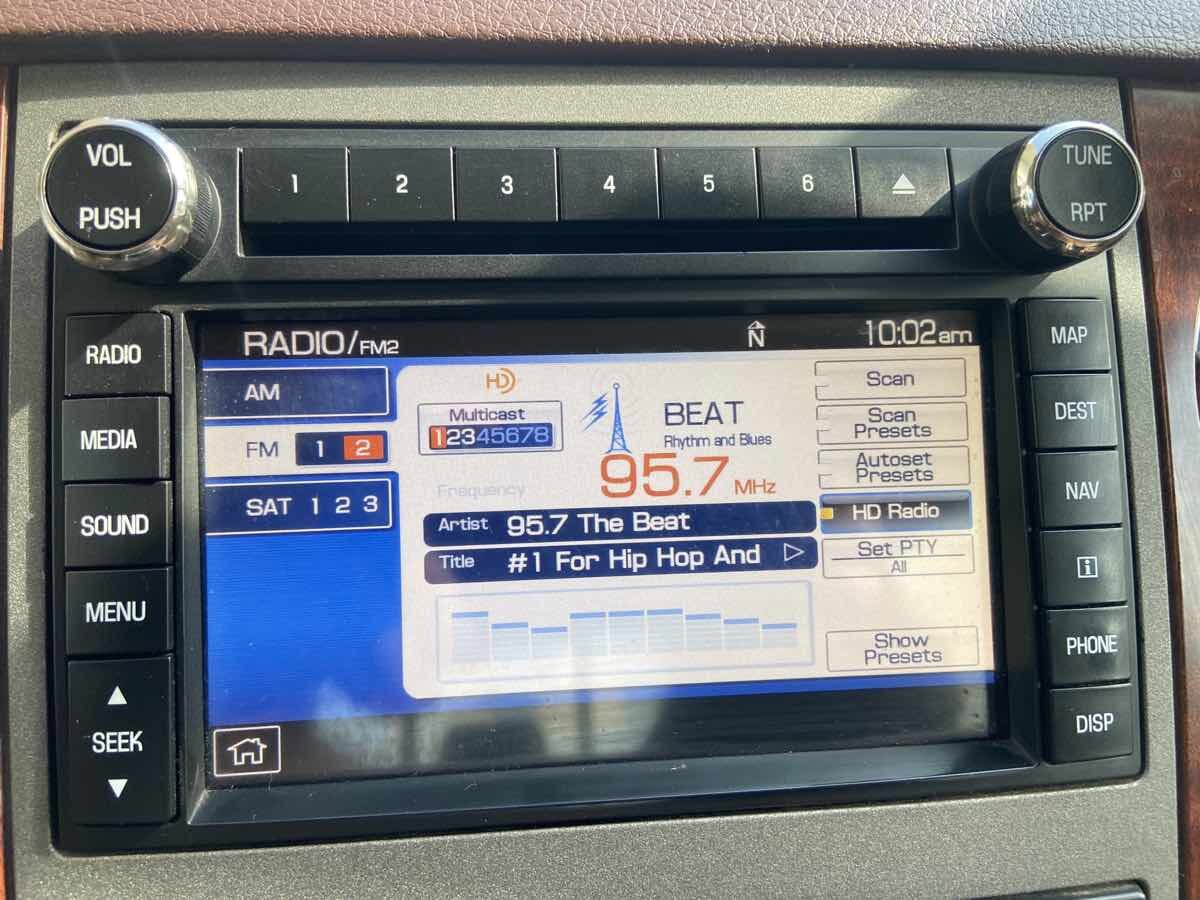 VOL
PUSH
1 2 3 4 5 6
TUNE
RPT
RADIO
MEDIA
SOUND
MENU
SEEK
RADIO/FM2
N
10:02am
AM
FM 1 2
SAT 1 2 3
HD
Multicast
12345678
BEAT
Rhythm and Blues
95.7 MHz
Frequency
Artist 95.7 The Beat
Title #1 For Hip Hop And
Scan
Scan
Presets
Autoset
Presets
HD Radio
Set PTY
All
Show
Presets
MAP
DEST
NAV
i
PHONE
DISP